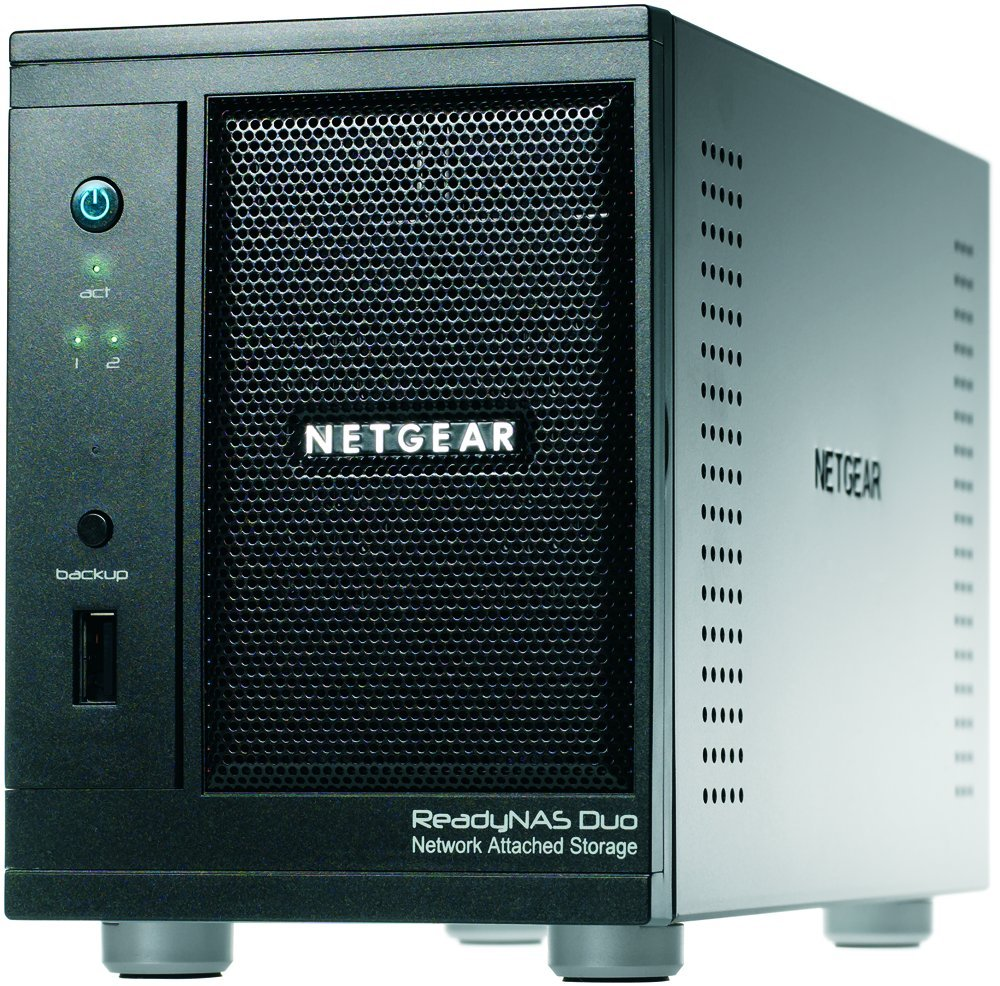 act
1 2
backup
NETGEAR
ReadyNAS Duo
Network Attached Storage
NETGEAR